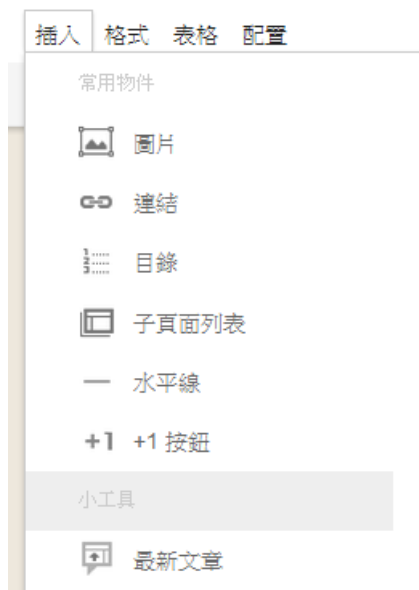 插入 格式 表格 配置
常用物件
圖片
連結
目錄
子頁面列表
水平線
+1 +1 按鈕
小工具
最新文章